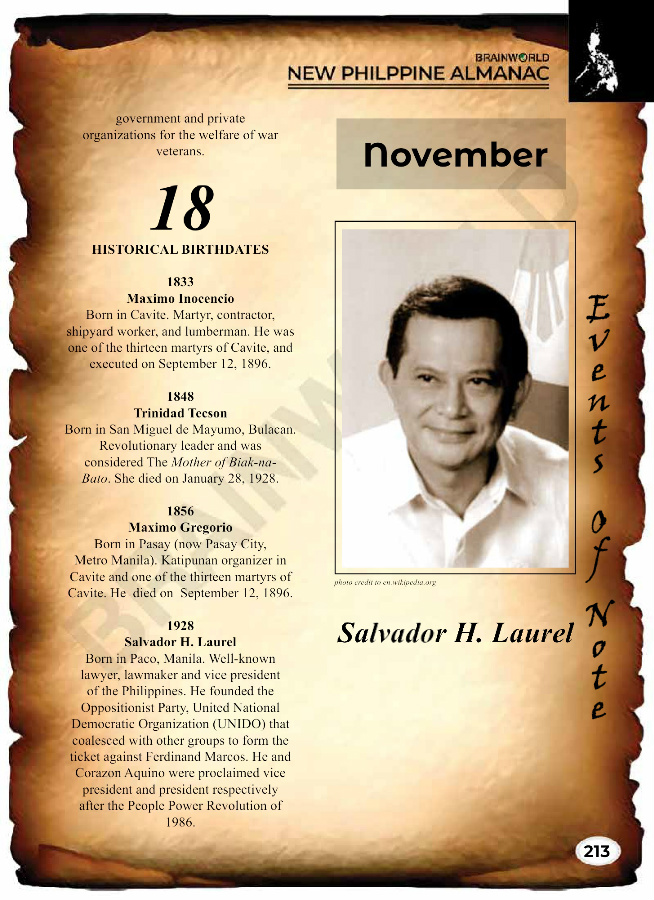 BRAINWORLD
NEW PHILPPINE ALMANAC
government and private
organizations for the welfare of war
veterans.
18
HISTORICAL BIRTHDATES
1833
Maximo Inocencio
Born in Cavite. Martyr, contractor,
shipyard worker, and lumberman. He was
one of the thirteen martyrs of Cavite, and
executed on September 12, 1896.
1848
Trinidad Tecson
Born in San Miguel de Mayumo, Bulacan.
Revolutionary leader and was
considered The Mother of Biak-na-
Bato. She died on January 28, 1928.
1856
Maximo Gregorio
Born in Pasay (now Pasay City,
Metro Manila). Katipunan organizer in
Cavite and one of the thirteen martyrs of
Cavite. He died on September 12, 1896.
1928
Salvador H. Laurel
Born in Paco, Manila. Well-known
lawyer, lawmaker and vice president
of the Philippines. He founded the
Oppositionist Party, United National
Democratic Organization (UNIDO) that
coalesced with other groups to form the
ticket against Ferdinand Marcos. He and
Corazon Aquino were proclaimed vice
president and president respectively
after the People Power Revolution of
1986.
November
photo credit to en.wikipedia.org
Salvador H. Laurel
Events of Note
213
BRAINWORLD